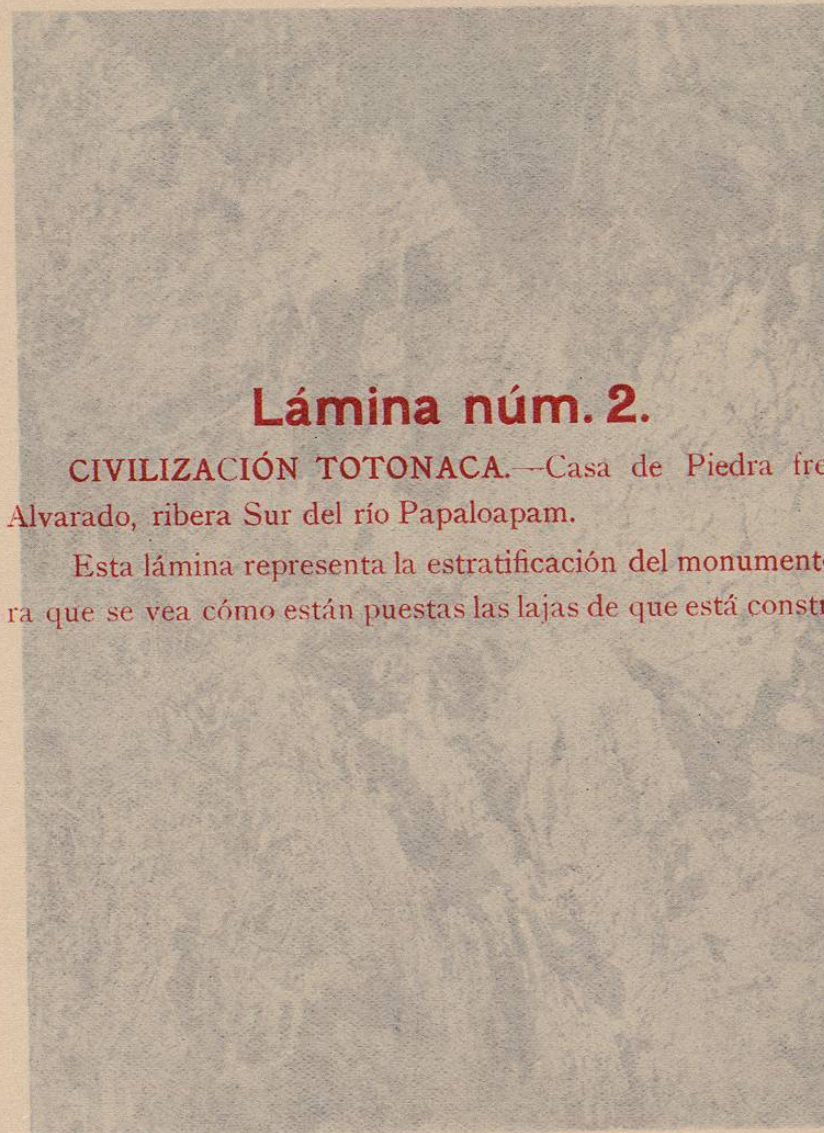 Lámina núm. 2.
CIVILIZACIÓN TOTONACA.—Casa de Piedra fre
Alvarado, ribera Sur del río Papaloapam.
Esta lámina representa la estratificación del monument
ra que se vea cómo están puestas las lajas de que está constr